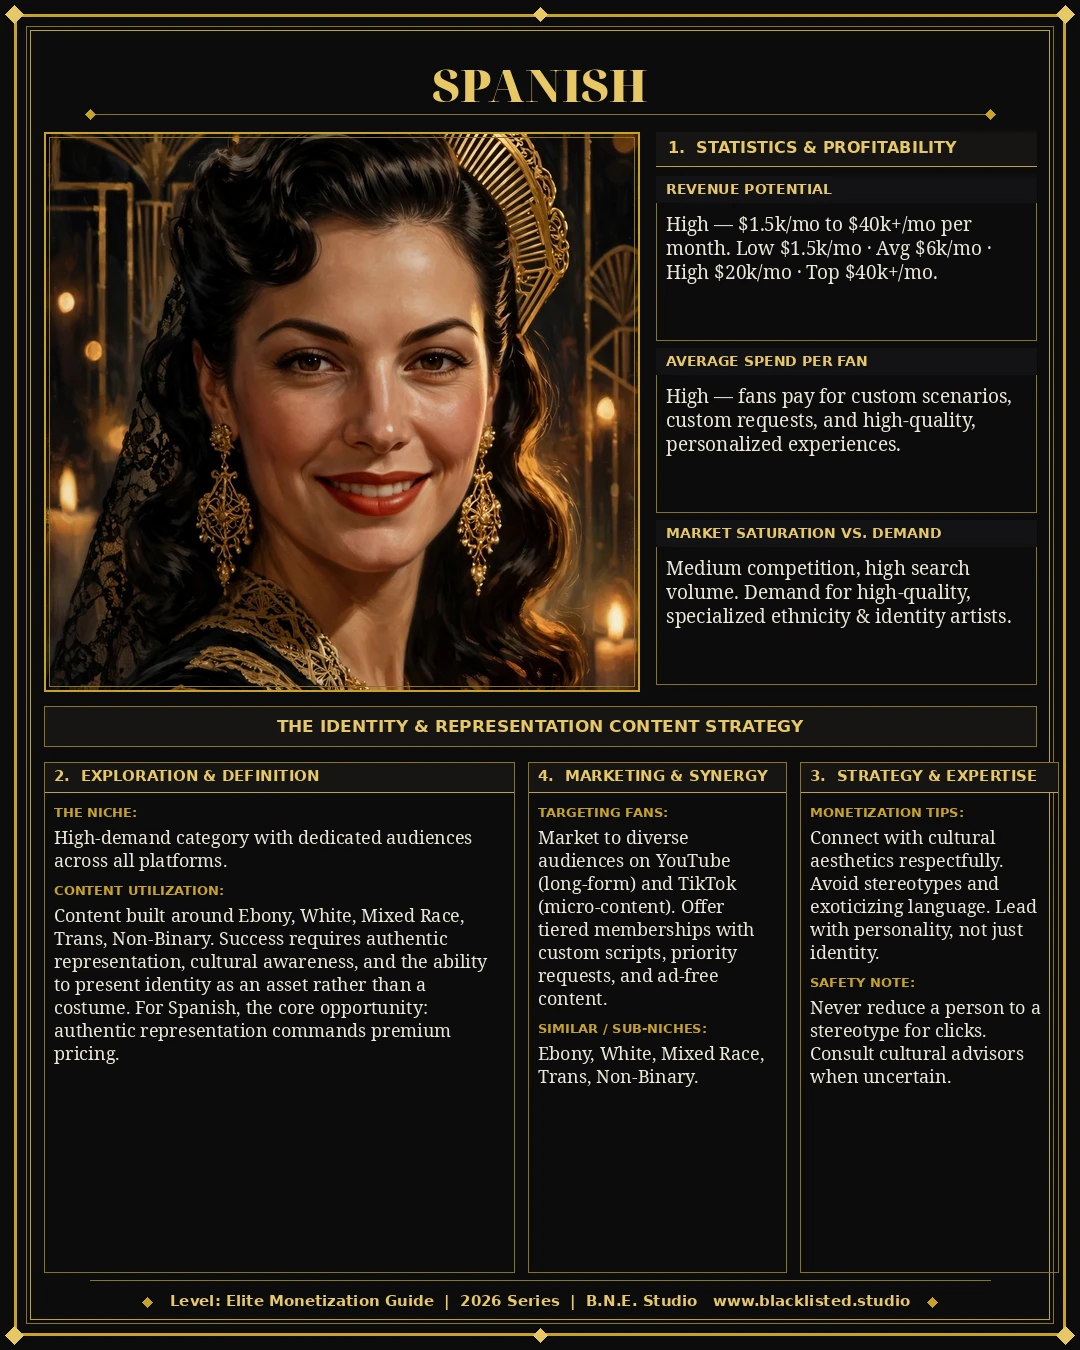 SPANISH
1. STATISTICS & PROFITABILITY
REVENUE POTENTIAL
High — $1.5k/mo to $40k+/mo per
month. Low $1.5k/mo · Avg $6k/mo ·
High $20k/mo · Top $40k+/mo.
AVERAGE SPEND PER FAN
High — fans pay for custom scenarios,
custom requests, and high-quality,
personalized experiences.
MARKET SATURATION VS. DEMAND
Medium competition, high search
volume. Demand for high-quality,
specialized ethnicity & identity artists.
THE IDENTITY & REPRESENTATION CONTENT STRATEGY
2. EXPLORATION & DEFINITION
THE NICHE:
High-demand category with dedicated audiences
across all platforms.
CONTENT UTILIZATION:
Content built around Ebony, White, Mixed Race,
Trans, Non-Binary. Success requires authentic
representation, cultural awareness, and the ability
to present identity as an asset rather than a
costume. For Spanish, the core opportunity:
authentic representation commands premium
pricing.
4. MARKETING & SYNERGY
TARGETING FANS:
Market to diverse
audiences on YouTube
(long-form) and TikTok
(micro-content). Offer
tiered memberships with
custom scripts, priority
requests, and ad-free
content.
SIMILAR / SUB-NICHES:
Ebony, White, Mixed Race,
Trans, Non-Binary.
3. STRATEGY & EXPERTISE
MONETIZATION TIPS:
Connect with cultural
aesthetics respectfully.
Avoid stereotypes and
exoticizing language. Lead
with personality, not just
identity.
SAFETY NOTE:
Never reduce a person to a
stereotype for clicks.
Consult cultural advisors
when uncertain.
Level: Elite Monetization Guide | 2026 Series | B.N.E. Studio www.blacklisted.studio